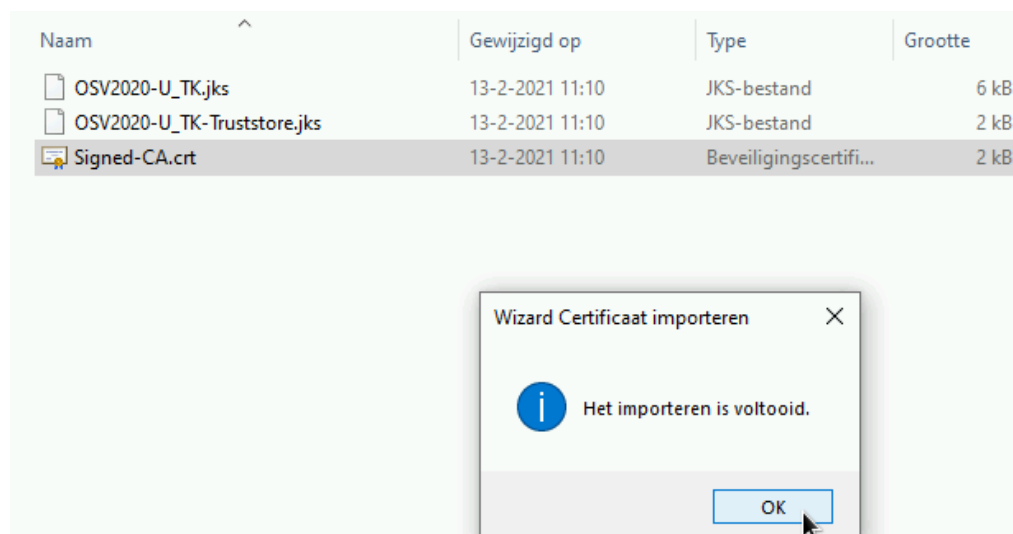 Naam Gewijzigd op Type Grootte
OSV2020-U_TK.jks 13-2-2021 11:10 JKS-bestand 6 kB
OSV2020-U_TK-Truststore.jks 13-2-2021 11:10 JKS-bestand 2 kB
Signed-CA.crt 13-2-2021 11:10 Beveiligingscertifi... 2 kB
Wizard Certificaat importeren
Het importeren is voltooid.
OK